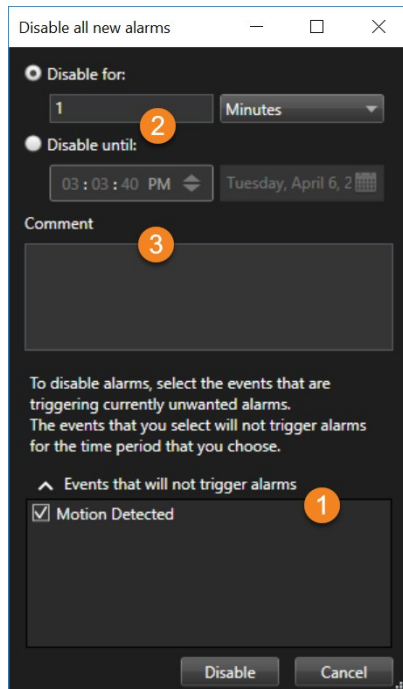 Disable all new alarms
Disable for:
1
Minutes
2
Disable until:
03 : 03 : 40 PM
Tuesday, April 6, 2
Comment
3
To disable alarms, select the events that are
triggering currently unwanted alarms.
The events that you select will not trigger alarms
for the time period that you choose.
Events that will not trigger alarms
1
Motion Detected
Disable
Cancel